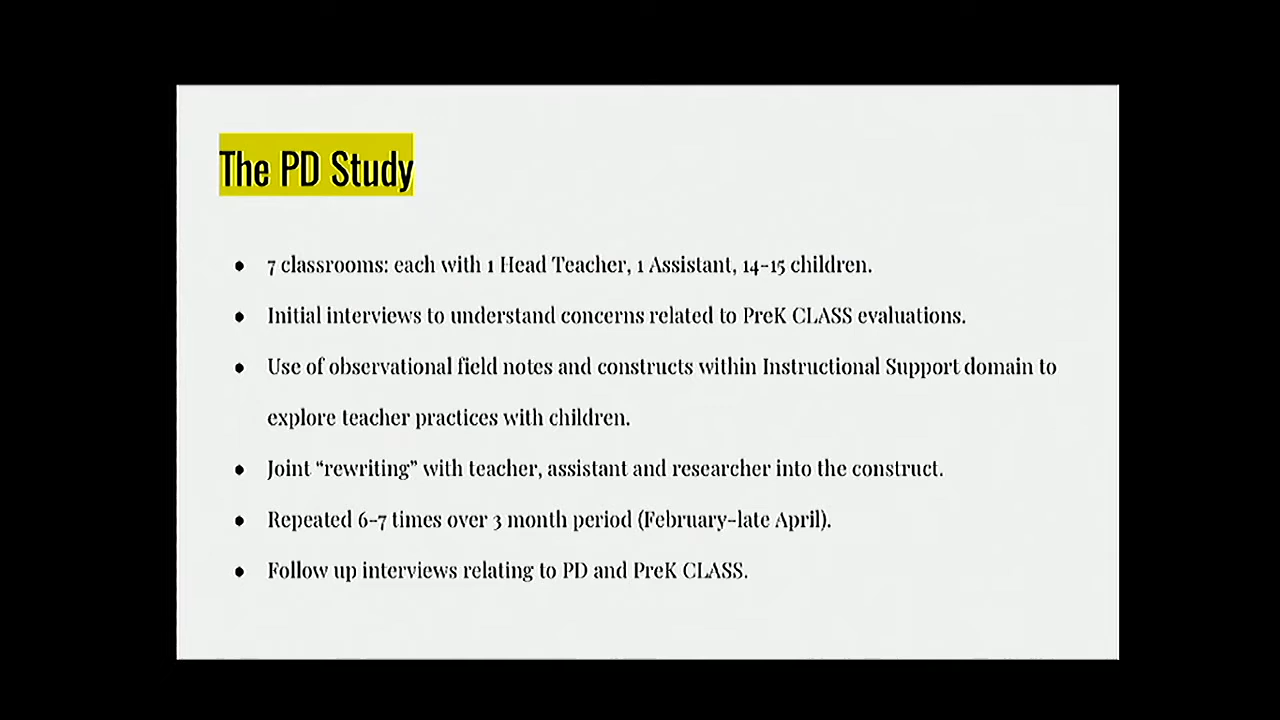 The PD Study
● 7 classrooms: each with 1 Head Teacher, 1 Assistant, 14-15 children.
● Initial interviews to understand concerns related to PreK CLASS evaluations.
● Use of observational field notes and constructs within Instructional Support domain to
explore teacher practices with children.
● Joint “rewriting” with teacher, assistant and researcher into the construct.
● Repeated 6-7 times over 3 month period (February-late April).
● Follow up interviews relating to PD and PreK CLASS.